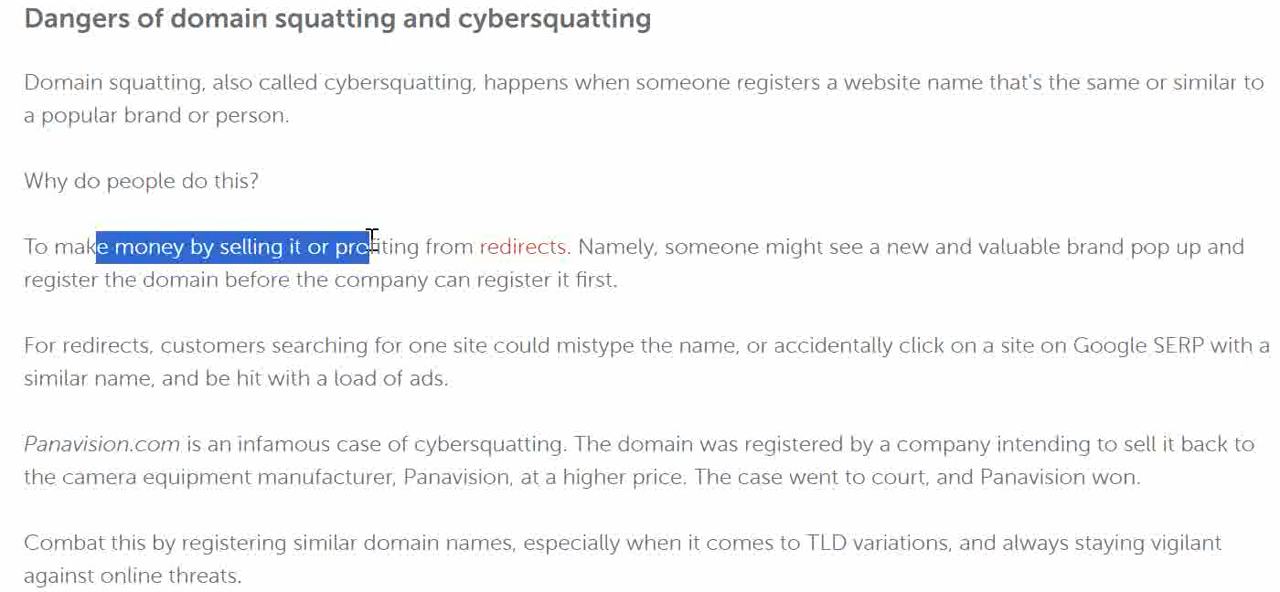 Dangers of domain squatting and cybersquatting
Domain squatting, also called cybersquatting, happens when someone registers a website name that's the same or similar to
a popular brand or person.
Why do people do this?
To make money by selling it or profiting from redirects. Namely, someone might see a new and valuable brand pop up and
register the domain before the company can register it first.
For redirects, customers searching for one site could mistype the name, or accidentally click on a site on Google SERP with a
similar name, and be hit with a load of ads.
Panavision.com is an infamous case of cybersquatting. The domain was registered by a company intending to sell it back to
the camera equipment manufacturer, Panavision, at a higher price. The case went to court, and Panavision won.
Combat this by registering similar domain names, especially when it comes to TLD variations, and always staying vigilant
against online threats.